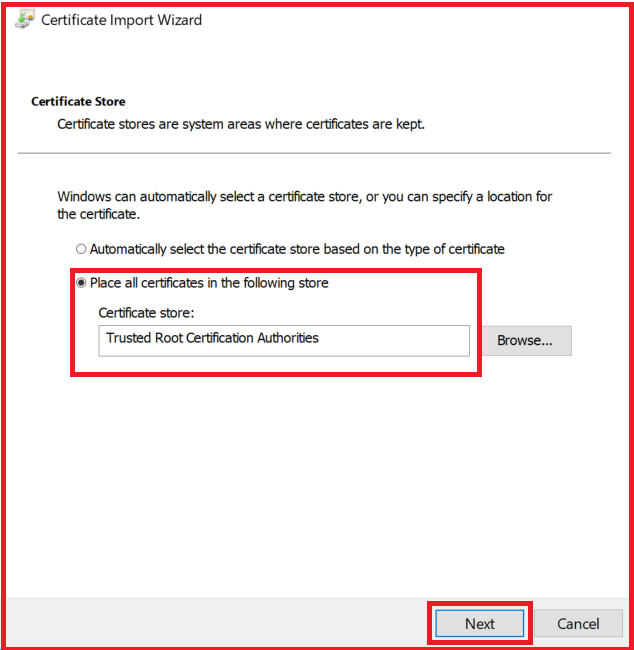 Certificate Import Wizard
Certificate Store
Certificate stores are system areas where certificates are kept.
Windows can automatically select a certificate store, or you can specify a location for
the certificate.
Automatically select the certificate store based on the type of certificate
Place all certificates in the following store
Certificate store:
Trusted Root Certification Authorities
Browse...
Next
Cancel